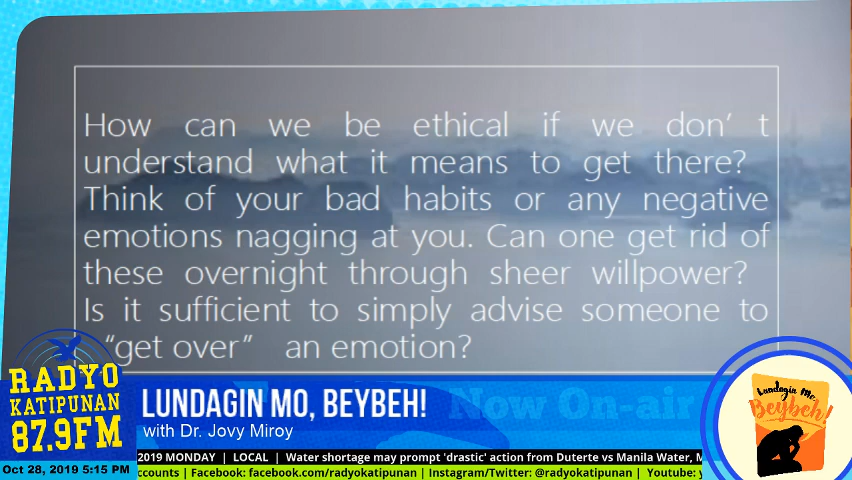 How can we be ethical if we don' t
understand what it means to get there?
Think of your bad habits or any negative
emotions nagging at you. Can one get rid of
these overnight through sheer willpower?
Is it sufficient to simply advise someone to
“get over” an emotion?
RADYO
KATIPUNAN
87.9FM
Oct 28, 2019 5:15 PM
LUNDAGIN MO, BEYBEH!
Now On-air
with Dr. Jovy Miroy
2019 MONDAY | LOCAL | Water shortage may prompt 'drastic' action from Duterte vs Manila Water, M
ccounts | Facebook: facebook.com/radyokatipunan | Instagram/Twitter: @radyokatipunan | Youtube: y
Lundagin Mo,
Beybeh!